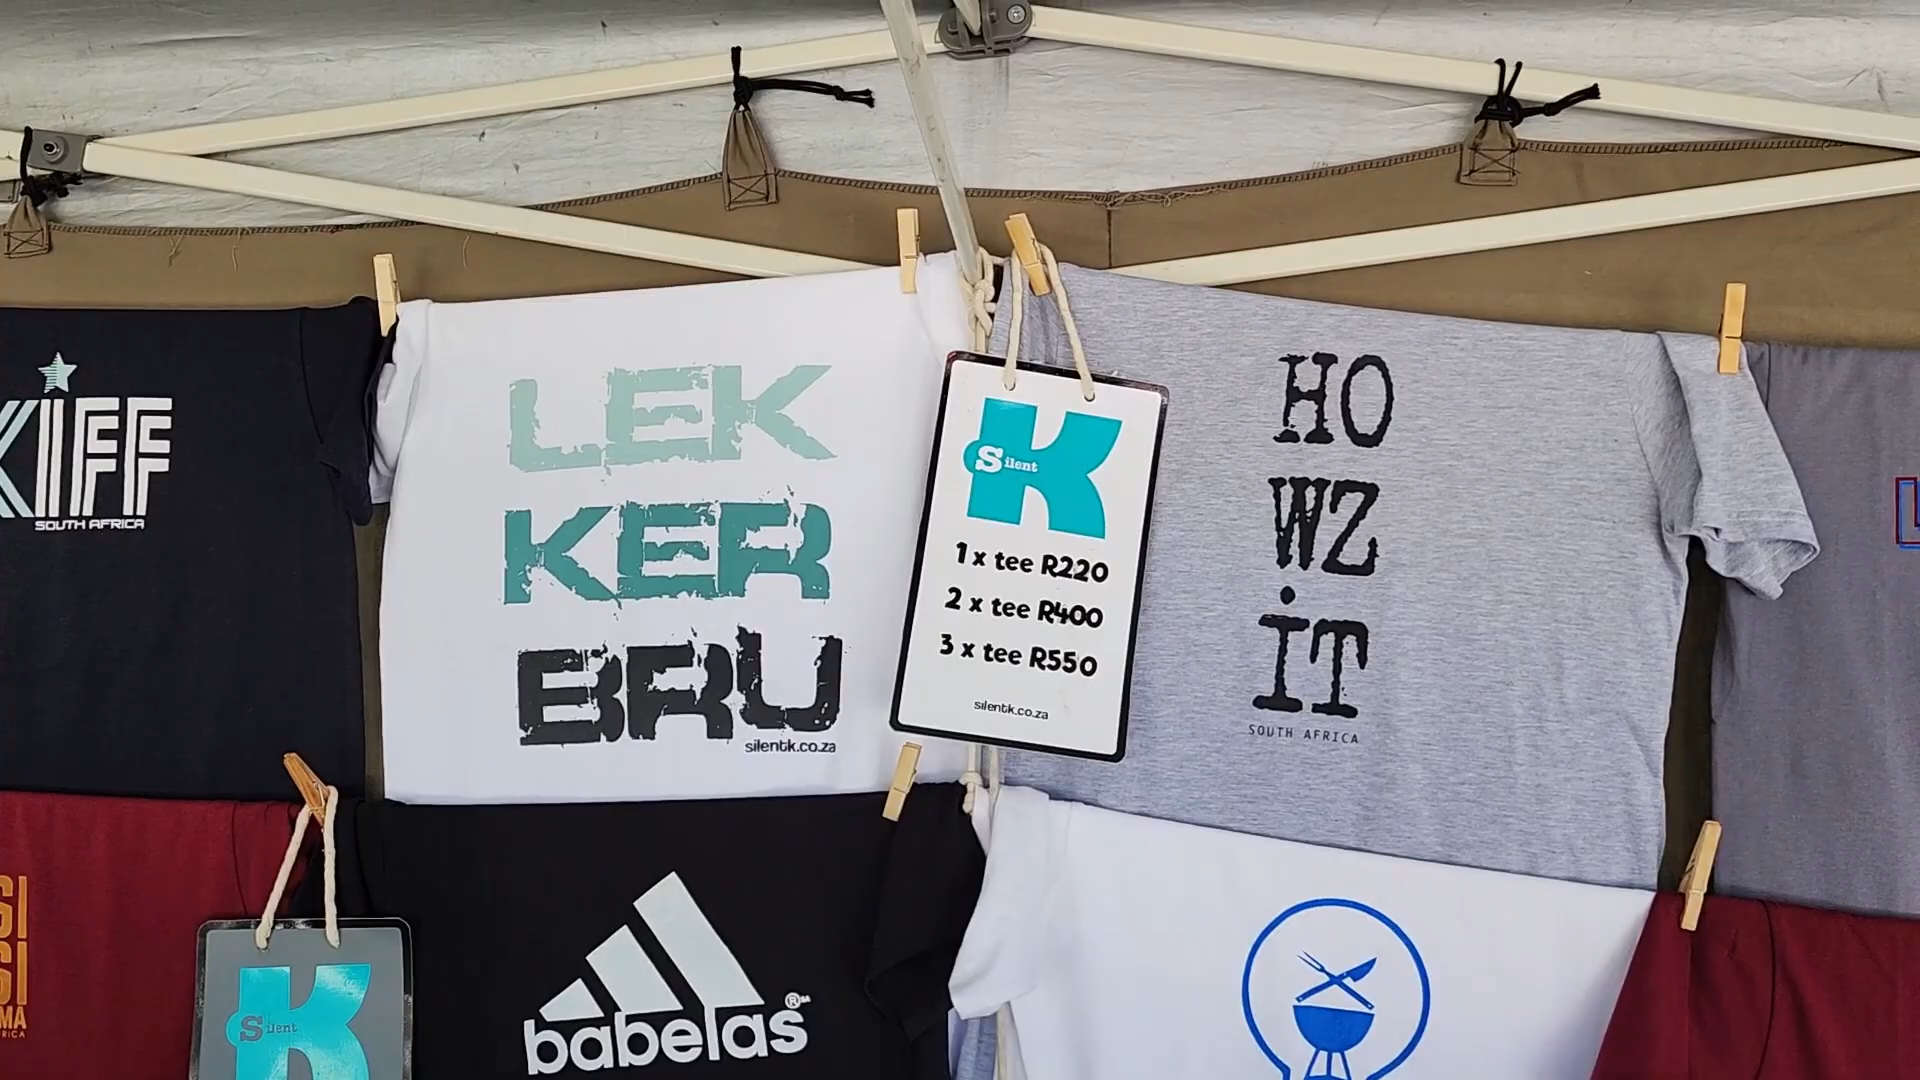 KIFF
SOUTH AFRICA
LEK
KER
BRU
silentk.co.za
K
Silent
1 x tee R220
2 x tee R400
3 x tee R550
silentk.co.za
HO
WZ
iT
SOUTH AFRICA
K
Silent
babelas